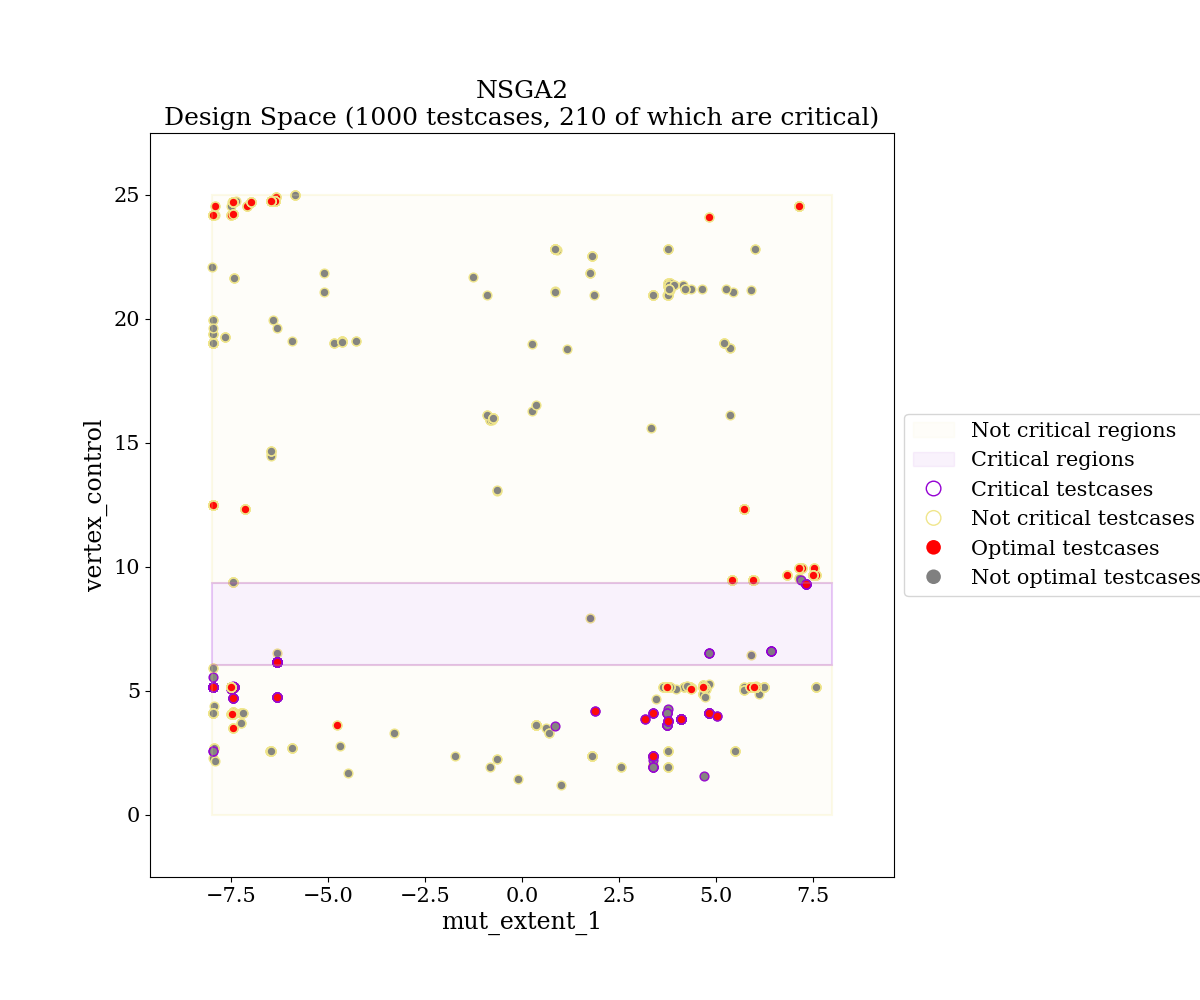 NSGA2
Design Space (1000 testcases, 210 of which are critical)
25
20
15
10
5
0
vertex_control
−7.5
−5.0
−2.5
0.0
2.5
5.0
7.5
mut_extent_1
Not critical regions
Critical regions
Critical testcases
Not critical testcases
Optimal testcases
Not optimal testcases